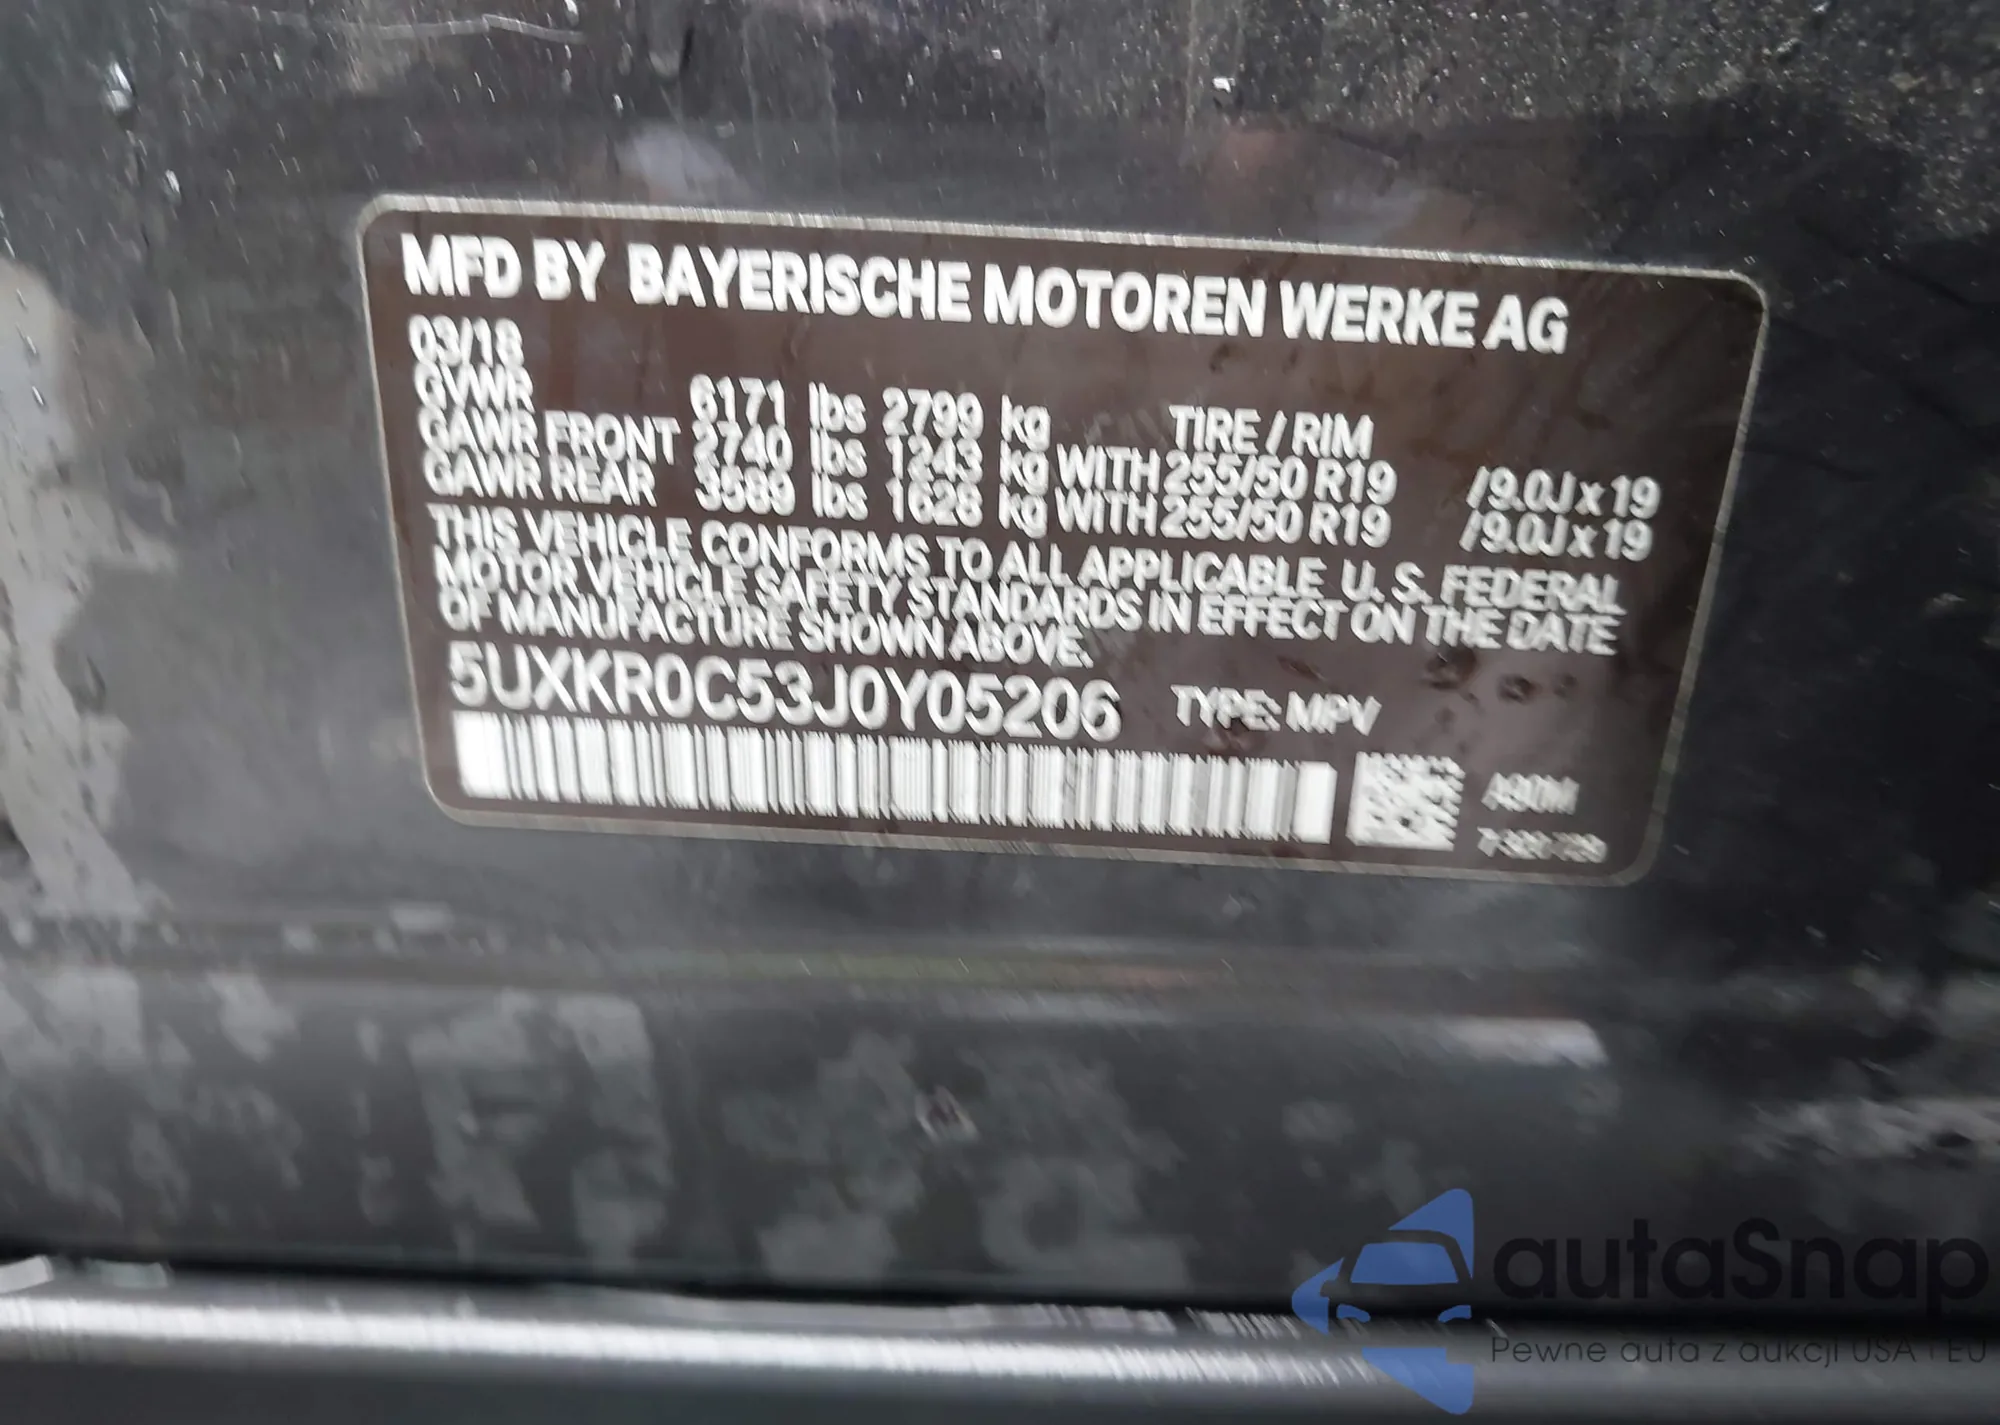 MFD BY BAYERISCHE MOTOREN WERKE AG
03/18
GVWR 6171 lbs 2799 kg TIRE / RIM
GAWR FRONT 2740 lbs 1243 kg WITH 255/50 R19 /9.0J x 19
GAWR REAR 3589 lbs 1628 kg WITH 255/50 R19 /9.0J x 19
THIS VEHICLE CONFORMS TO ALL APPLICABLE U. S. FEDERAL
MOTOR VEHICLE SAFETY STANDARDS IN EFFECT ON THE DATE
OF MANUFACTURE SHOWN ABOVE.
5UXKR0C53J0Y05206 TYPE: MPV
A90M
autaSnap
Pewne auta z aukcji USA i EU